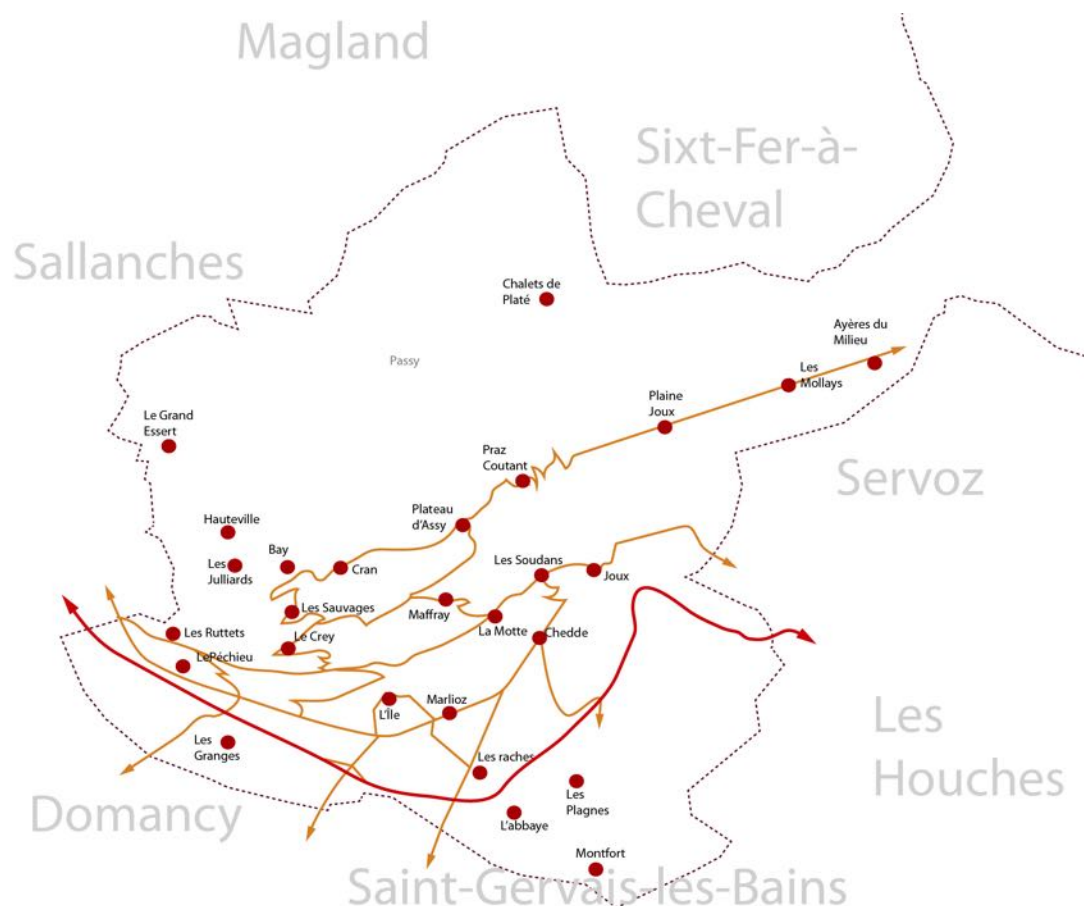 Magland
Sixt-Fer-à-
Cheval
Sallanches
Chalets de
Platé
Ayères du
Milieu
Passy
Les
Mollays
Plaine
Joux
Le Grand
Essert
Praz
Coutant
Servoz
Plateau
d'Assy
Hauteville
Bay
Les Soudans
Les
Julliards
Cran
Joux
Les Sauvages
Maffray
La Motte
Chedde
Les Ruttets
Le Crey
LePéchieu
L'Île
Marlioz
Les
Granges
Les
Houches
Les raches
Les
Plagnes
Domancy
L'abbaye
Montfort
Saint-Gervais-les-Bains